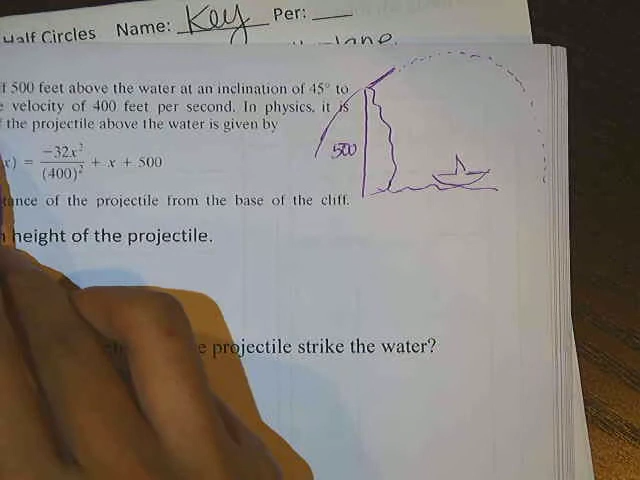 Half Circles Name: Key Per:
f 500 feet above the water at an inclination of 45° to
e velocity of 400 feet per second. In physics, it is
f the projectile above the water is given by
x) = -32x² / (400)² + x + 500
500
tance of the projectile from the base of the cliff.
height of the projectile.
e projectile strike the water?